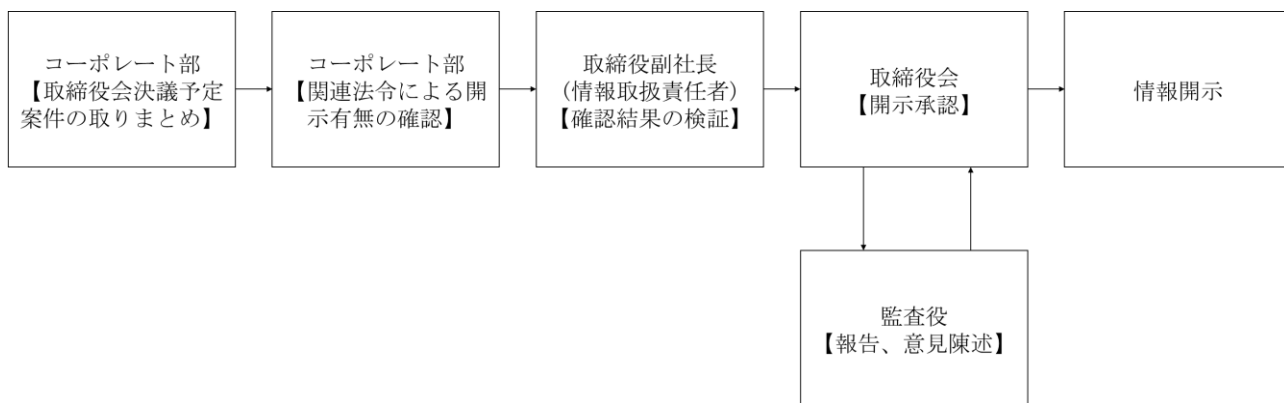 コーポレート部
【取締役会決議予定
案件の取りまとめ】
コーポレート部
【関連法令による開
示有無の確認】
取締役副社長
（情報取扱責任者）
【確認結果の検証】
取締役会
【開示承認】
情報開示
監査役
【報告、意見陳述】